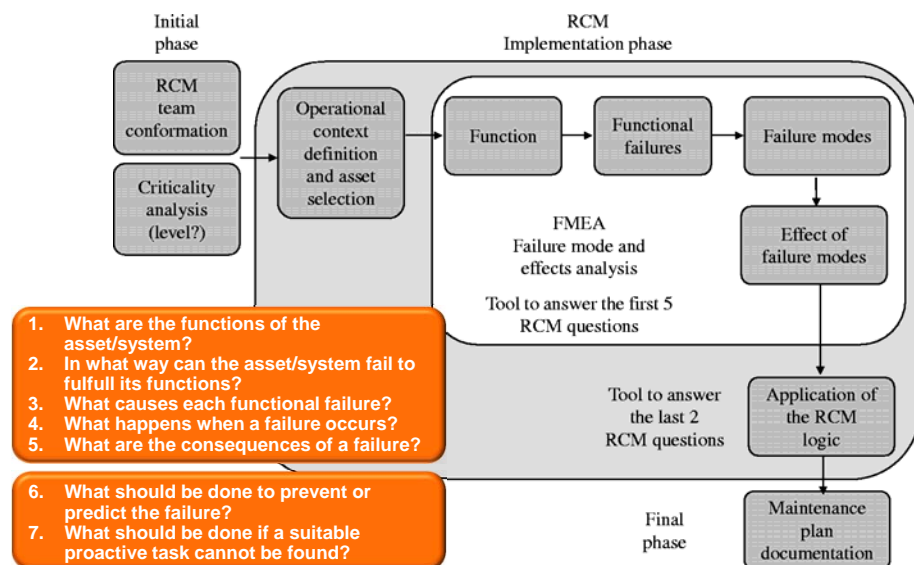 Initial
phase
RCM
Implementation phase
RCM
team
conformation
Criticality
analysis
(level?)
Operational
context
definition
and asset
selection
Function
Functional
failures
Failure modes
Effect of
failure modes
FMEA
Failure mode and
effects analysis
Tool to answer the first 5
RCM questions
1. What are the functions of the
asset/system?
2. In what way can the asset/system fail to
fulfull its functions?
3. What causes each functional failure?
4. What happens when a failure occurs?
5. What are the consequences of a failure?
Tool to answer
the last 2
RCM questions
Application of
the RCM
logic
6. What should be done to prevent or
predict the failure?
7. What should be done if a suitable
proactive task cannot be found?
Final
phase
Maintenance
plan
documentation